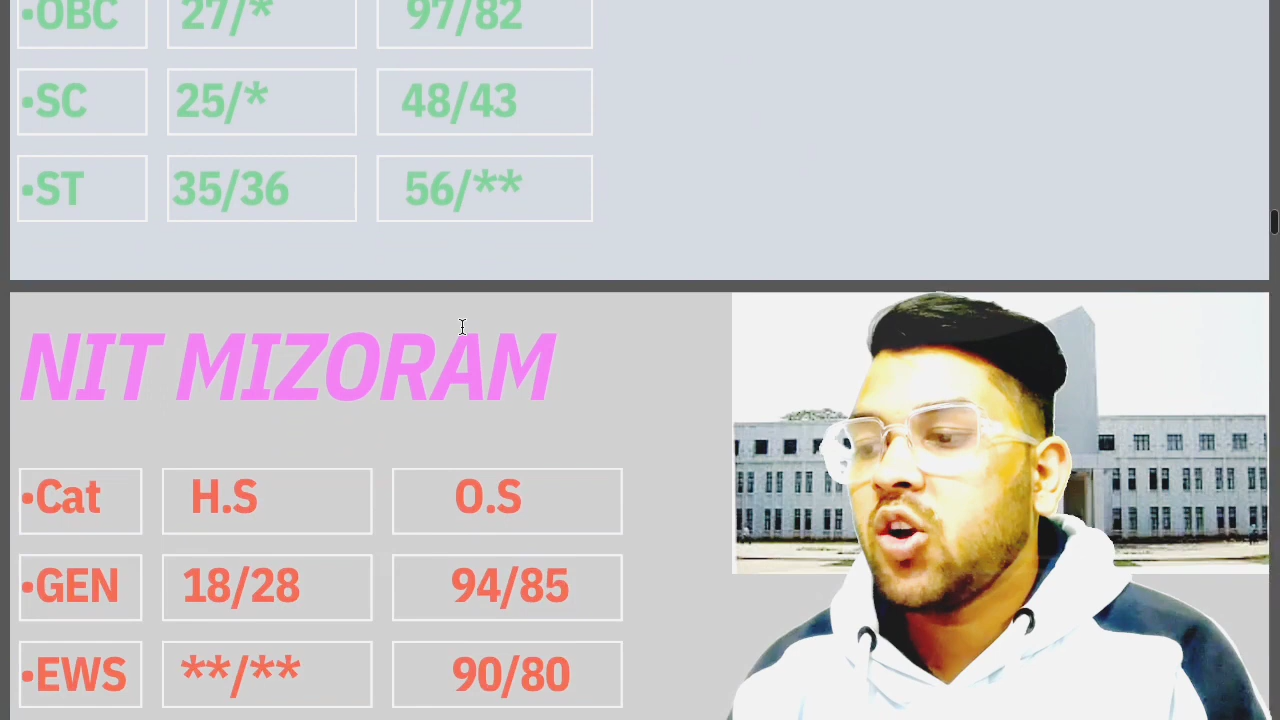 •OBC 27/* 97/82
•SC 25/* 48/43
•ST 35/36 56/**
NIT MIZORAM
•Cat H.S O.S
•GEN 18/28 94/85
•EWS **/** 90/80